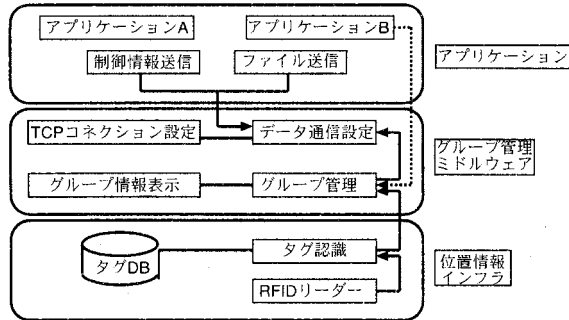 アプリケーションA
アプリケーションB
制御情報送信
ファイル送信
アプリケーション
TCPコネクション設定
データ通信設定
グループ情報表示
グループ管理
グループ管理
ミドルウェア
タグDB
タグ認識
RFIDリーダー
位置情報
インフラ